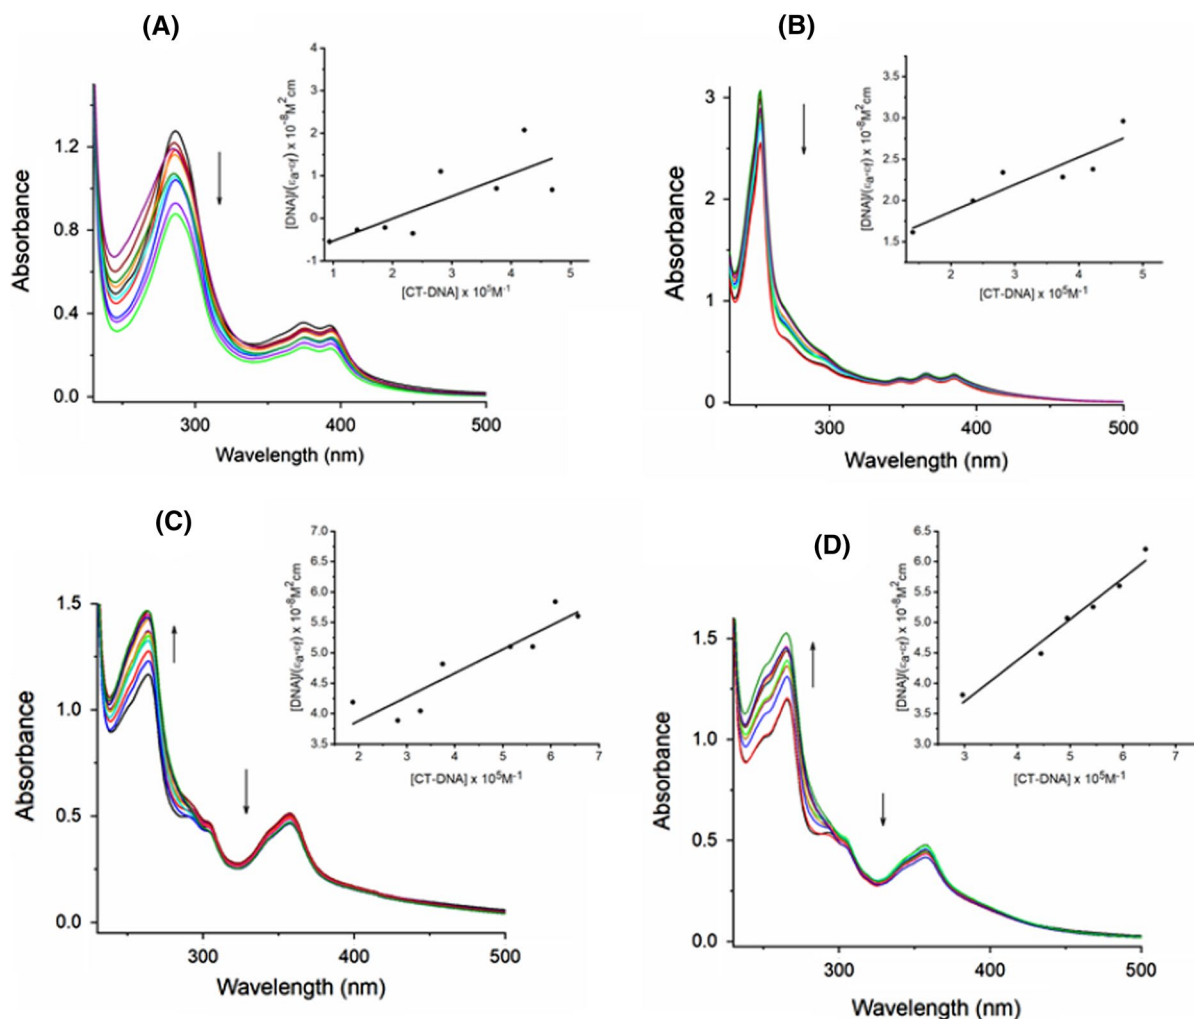 (A)
4
3
2
1
0
-1
[DNA]/(εa-εf) x 10-8M2cm
1 2 3 4 5
[CT-DNA] x 105M-1
1.2
0.8
0.4
0.0
Absorbance
300 400 500
Wavelength (nm)
(B)
3.5
3.0
2.5
2.0
1.5
[DNA]/(εa-εf) x 10-8M2cm
2 3 4 5
[CT-DNA] x 105M-1
3
2
1
0
Absorbance
300 400 500
Wavelength (nm)
(C)
7.0
6.5
6.0
5.5
5.0
4.5
4.0
3.5
[DNA]/(εa-εf) x 10-8M2cm
2 3 4 5 6 7
[CT-DNA] x 105M-1
1.5
1.0
0.5
0.0
Absorbance
300 400 500
Wavelength (nm)
(D)
6.5
6.0
5.5
5.0
4.5
4.0
3.5
3.0
[DNA]/(εa-εf) x 10-8M2cm
3 4 5 6 7
[CT-DNA] x 105M-1
1.5
1.0
0.5
0.0
Absorbance
300 400 500
Wavelength (nm)